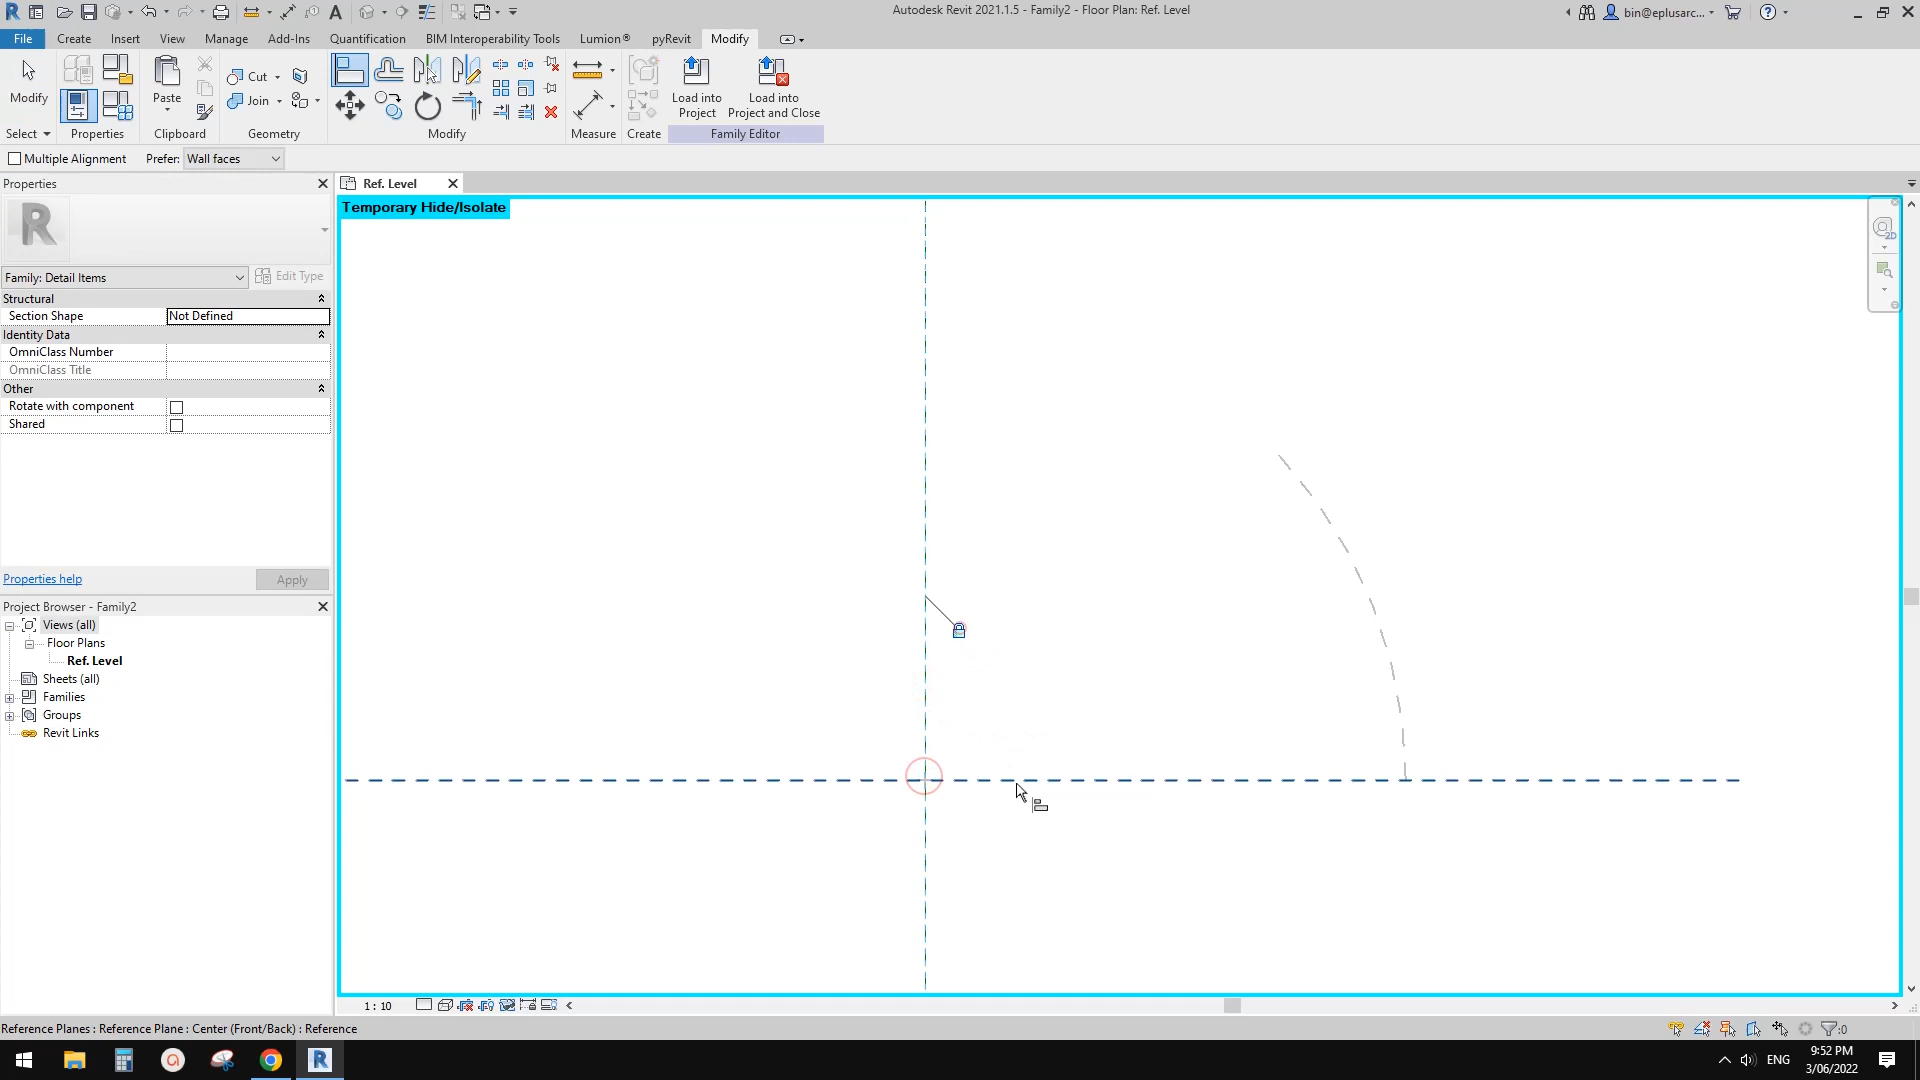 Autodesk Revit 2021.1.5 - Family2 - Floor Plan: Ref. Level
bin@eplusarc...
File Create Insert View Manage Add-Ins Quantification BIM Interoperability Tools Lumion® pyRevit Modify
Modify
Paste
Cut
Join
Load into
Project
Load into
Project and Close
Select Properties Clipboard Geometry Modify Measure Create Family Editor
Multiple Alignment Prefer: Wall faces
Properties
Ref. Level
Temporary Hide/Isolate
2D
Family: Detail Items Edit Type
Structural
Section Shape Not Defined
Identity Data
OmniClass Number
OmniClass Title
Other
Rotate with component
Shared
Properties help Apply
Project Browser - Family2
Views (all)
Floor Plans
Ref. Level
Sheets (all)
Families
Groups
Revit Links
1 : 10
Reference Planes : Reference Plane : Center (Front/Back) : Reference
:0
ENG
9:52 PM
3/06/2022